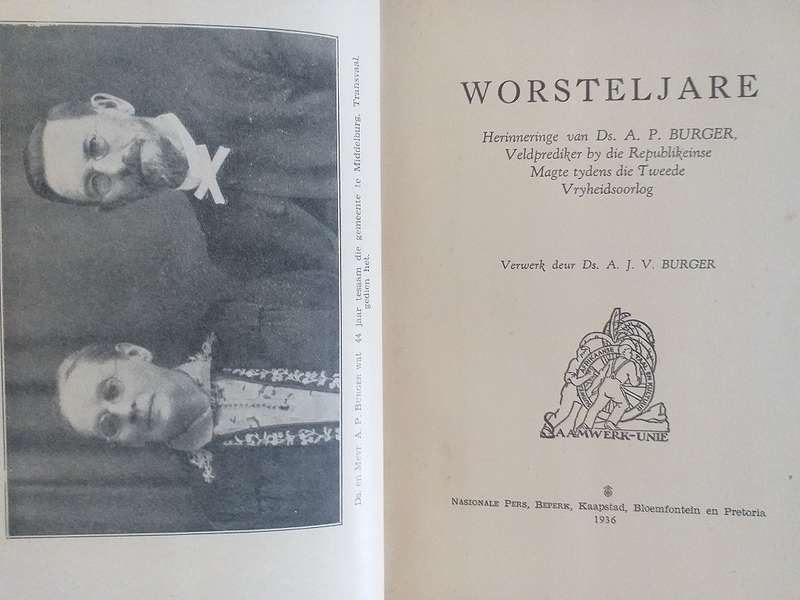 Ds. en Mevr. A. P. BURGER wat 44 jaar tesaam die gemeente te Middelburg, Transvaal,
gedien het.
WORSTELJARE
Herinneringe van Ds. A. P. BURGER,
Veldprediker by die Republikeinse
Magte tydens die Tweede
Vryheidsoorlog
Verwerk deur Ds. A. J. V. BURGER
SAAMWERK-UNIE
NASIONALE PERS, BEPERK, Kaapstad, Bloemfontein en Pretoria
1936